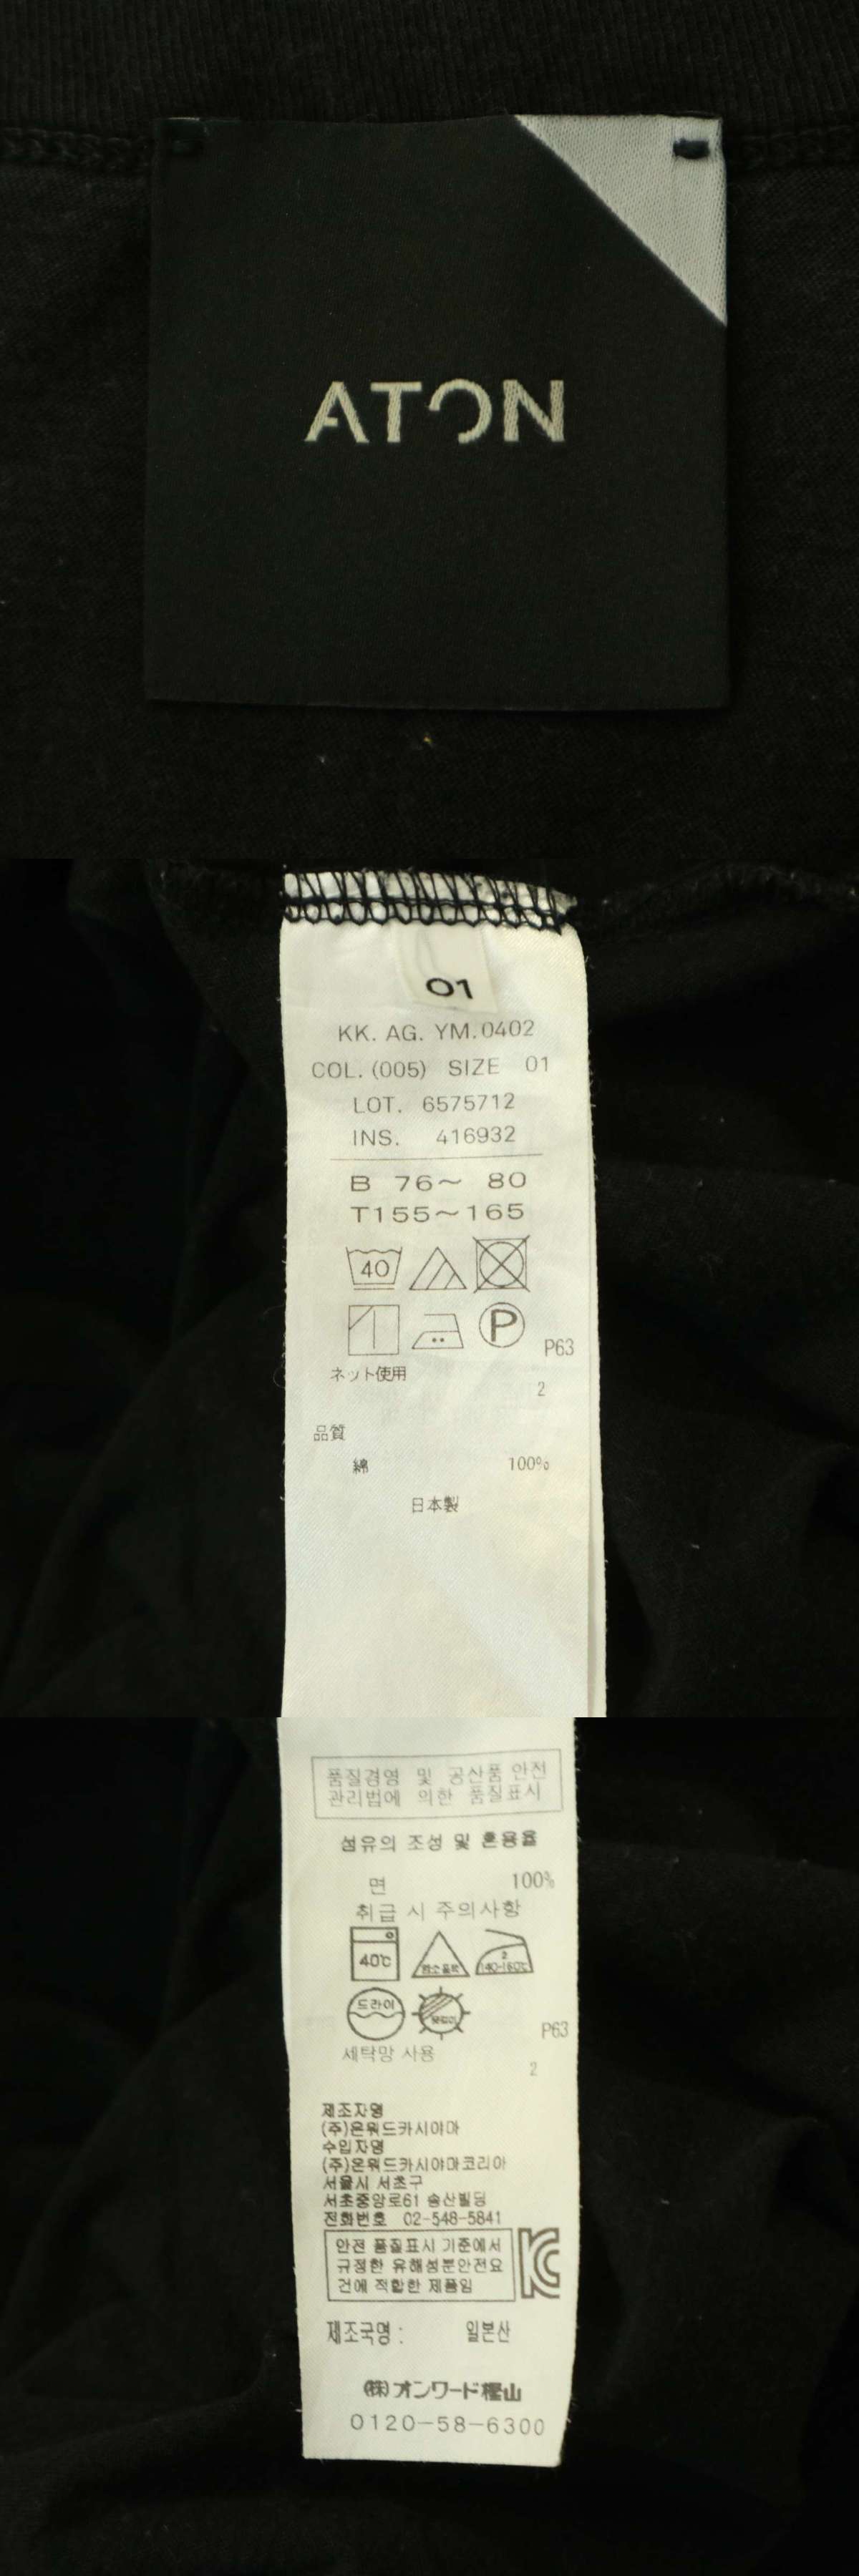 ATON
01
KK. AG. YM.0402
COL. (005) SIZE 01
LOT. 6575712
INS. 416932
B 76～ 80
T155～165
40
P
P63
ネット使用
2
品質
綿 100%
日本製
품질경영 및 공산품 안전
관리법에 의한 품질표시
섬유의 조성 및 혼용율
면 100%
취급 시 주의사항
40℃
2
140-160℃
드라이
P63
세탁망 사용
2
제조자명
(주)온워드카시야마
수입자명
(주)온워드카시야마코리아
서울시 서초구
서초중앙로61 송산빌딩
전화번호 02-548-5841
안전 품질표시 기준에서
규정한 유해성분안전요
건에 적합한 제품임
제조국명 : 일본산
(株)オンワード樫山
0120-58-6300